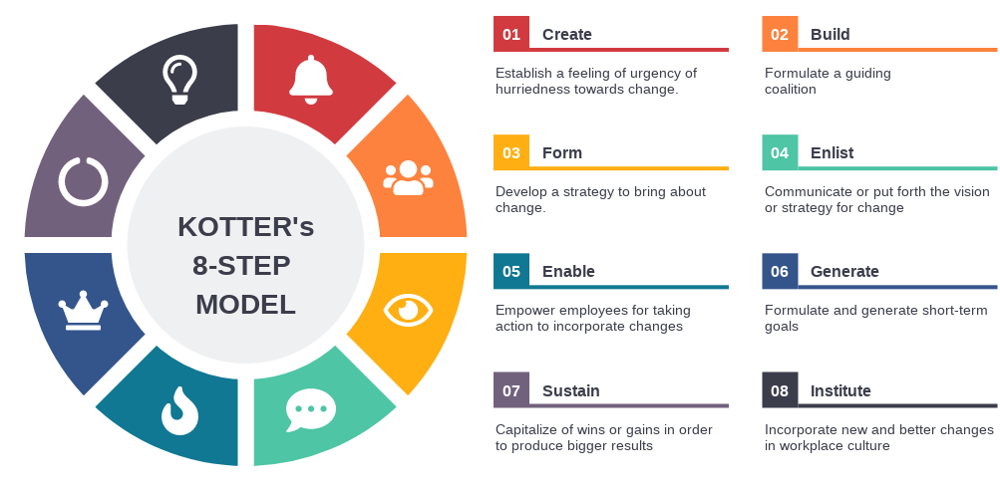 KOTTER's
8-STEP
MODEL
01 Create
Establish a feeling of urgency of
hurriedness towards change.
02 Build
Formulate a guiding
coalition
03 Form
Develop a strategy to bring about
change.
04 Enlist
Communicate or put forth the vision
or strategy for change
05 Enable
Empower employees for taking
action to incorporate changes
06 Generate
Formulate and generate short-term
goals
07 Sustain
Capitalize of wins or gains in order
to produce bigger results
08 Institute
Incorporate new and better changes
in workplace culture